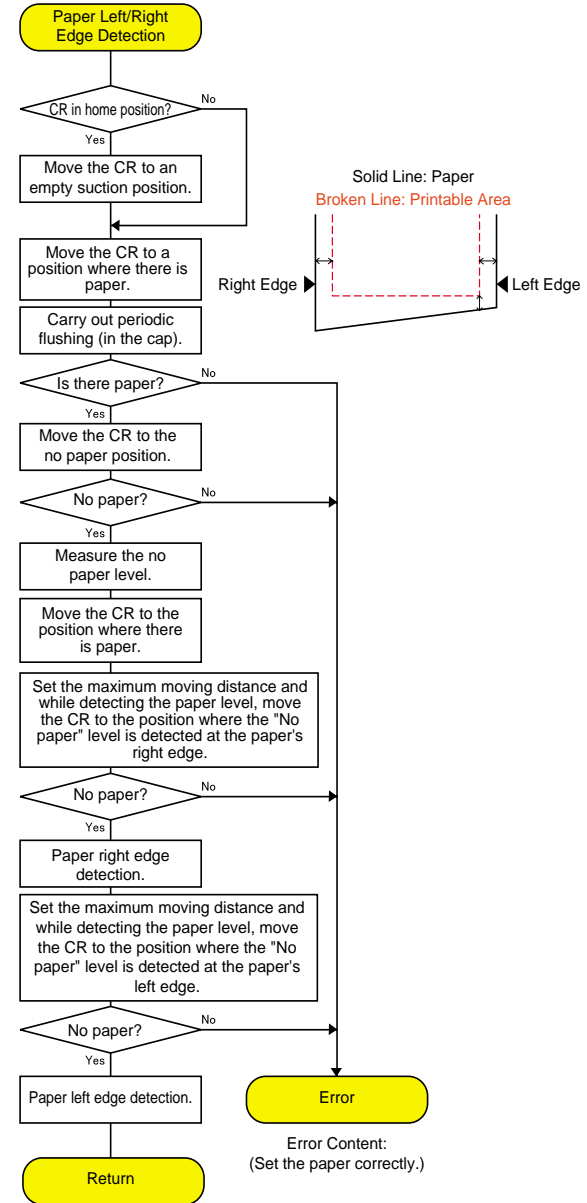 Paper Left/Right
Edge Detection
CR in home position?
No
Yes
Move the CR to an
empty suction position.
Move the CR to a
position where there is
paper.
Carry out periodic
flushing (in the cap).
Is there paper?
No
Yes
Move the CR to the
no paper position.
No paper?
No
Yes
Measure the no
paper level.
Move the CR to the
position where there
is paper.
Set the maximum moving distance and
while detecting the paper level, move
the CR to the position where the "No
paper" level is detected at the paper's
right edge.
No paper?
No
Yes
Paper right edge
detection.
Set the maximum moving distance and
while detecting the paper level, move
the CR to the position where the "No
paper" level is detected at the paper's
left edge.
No paper?
No
Yes
Paper left edge detection.
Return
Error
Error Content:
(Set the paper correctly.)
Solid Line: Paper
Broken Line: Printable Area
Right Edge
Left Edge